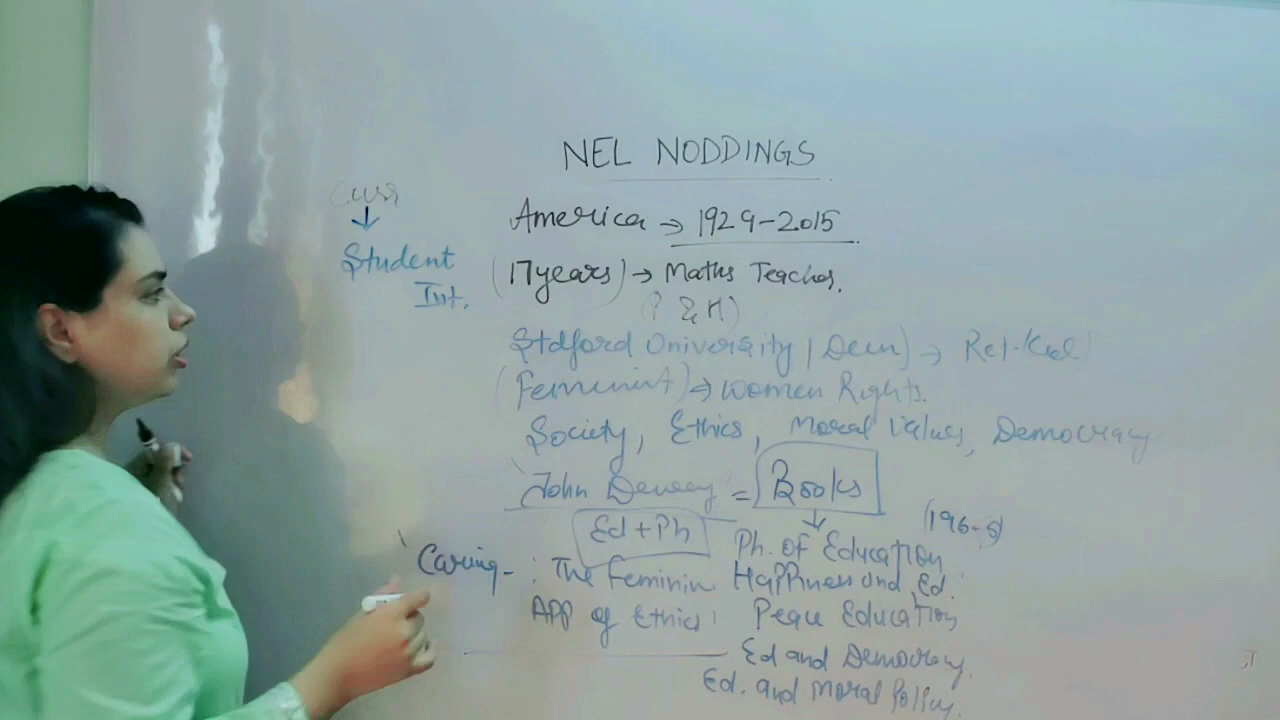 NEL NODDINGS
America → 1929-2015
Curr
↓
Student
Int.
(17years) → Maths Teacher.
(P & H)
Stdford University (Dean) →
(Feminist) → women Rights.
Society, Ethics, Moral Values, Democracy
John Dewey = Books
Ed + Ph
↓
Ph. of Education
Caring - : The Feminin
App of Ethics
Happiness and Ed.
Peace Education
Ed and Democracy.
Ed. and Moral Policy.